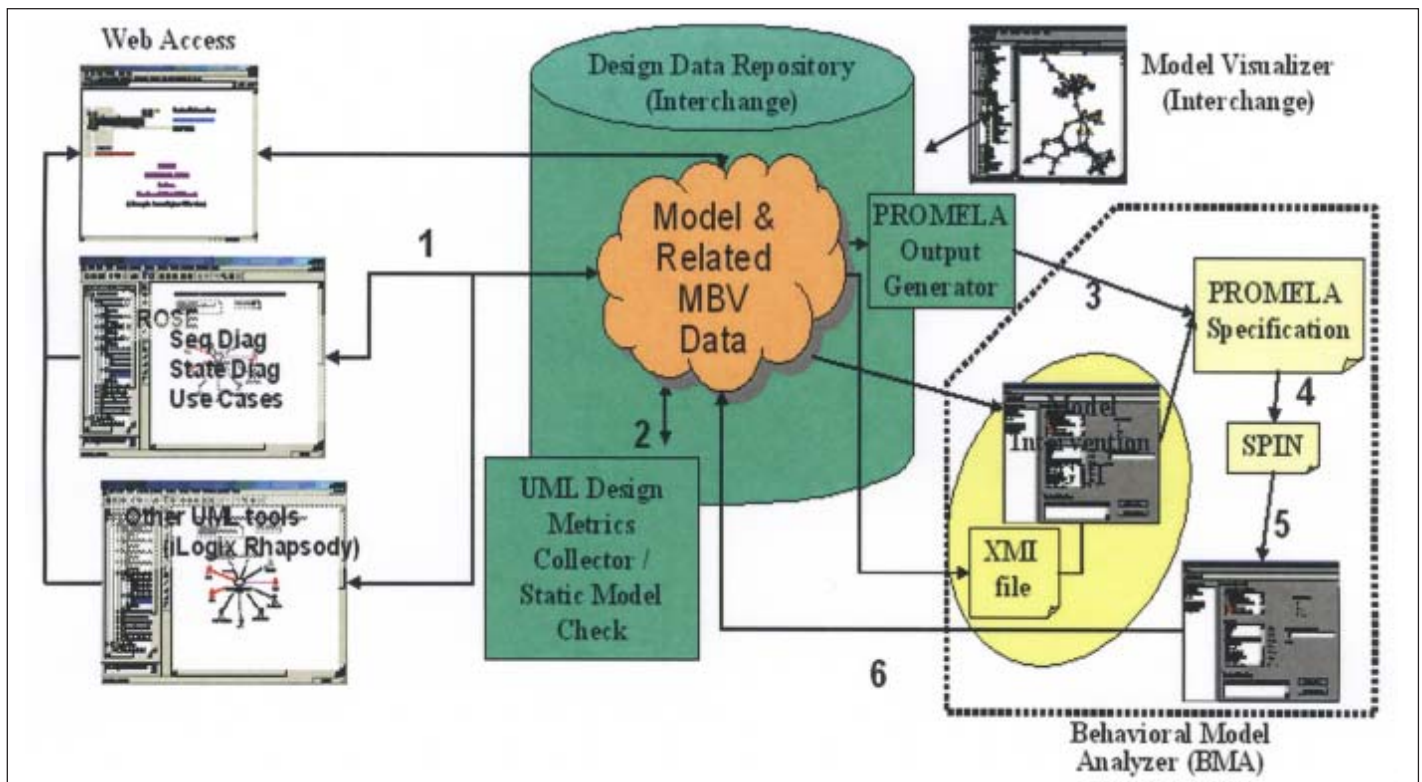 Web Access
Design Data Repository
(Interchange)
Model Visualizer
(Interchange)
1
Model &
Related
MBV
Data
PROMELA
Output
Generator
3
PROMELA
Specification
ROSE
Seq Diag
State Diag
Use Cases
4
Model
Intervention
SPIN
2
5
UML Design
Metrics
Collector /
Static Model
Check
Other UML tools
(iLogix Rhapsody)
XMI
file
6
Behavioral Model
Analyzer (BMA)